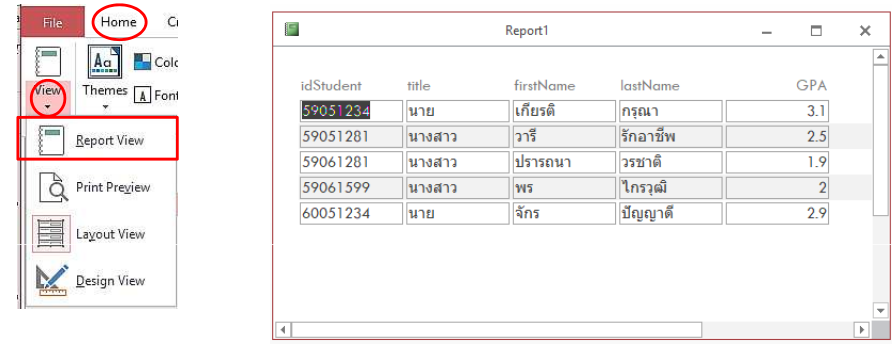 File Home
Aa Colo
View Themes A Font
Report View
Print Preview
Layout View
Design View
Report1
idStudent title firstName lastName GPA
59051234 นาย เกียรติ กรุณา 3.1
59051281 นางสาว วารี รักอาชีพ 2.5
59061281 นางสาว ปรารถนา วรชาติ 1.9
59061599 นางสาว พร ไกรวุฒิ 2
60051234 นาย จักร ปัญญาดี 2.9